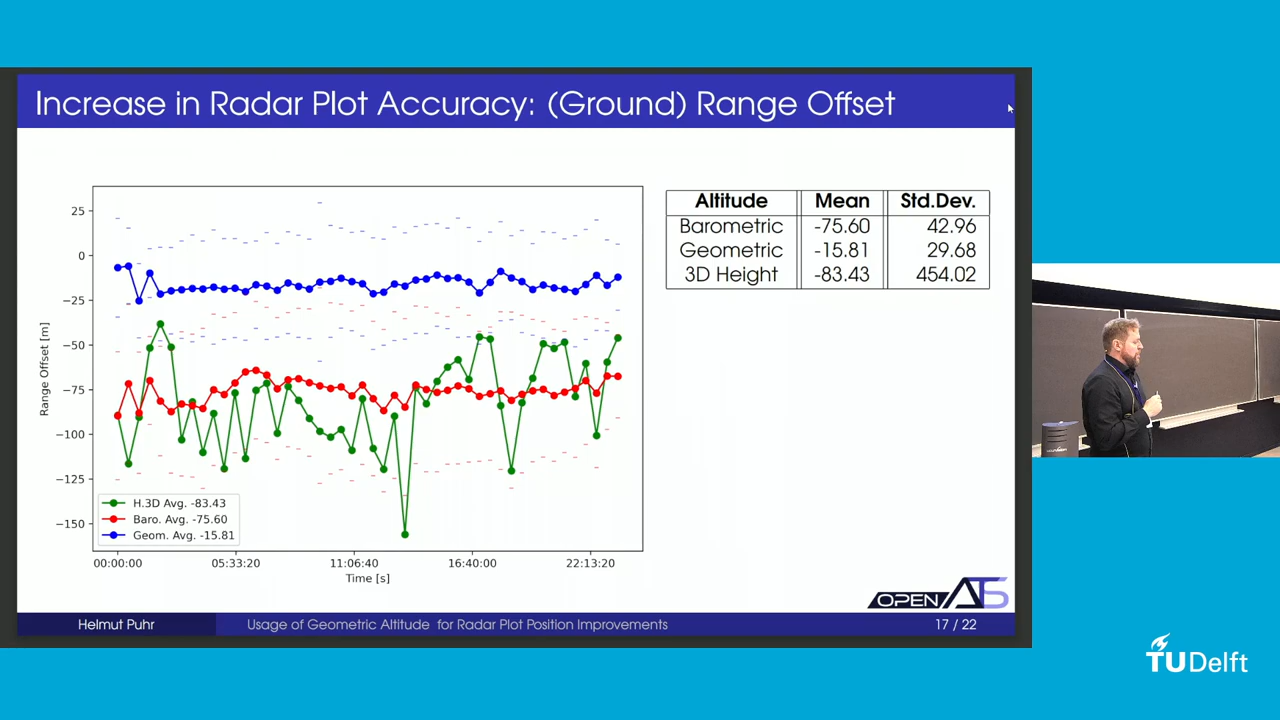 Increase in Radar Plot Accuracy: (Ground) Range Offset
25
0
−25
−50
−75
−100
−125
−150
Range Offset [m]
H.3D Avg. -83.43
Baro. Avg. -75.60
Geom. Avg. -15.81
00:00:00 05:33:20 11:06:40 16:40:00 22:13:20
Time [s]
Altitude Mean Std.Dev.
Barometric -75.60 42.96
Geometric -15.81 29.68
3D Height -83.43 454.02
OPEN ATS
Helmut Puhr Usage of Geometric Altitude for Radar Plot Position Improvements 17 / 22
TUDelft